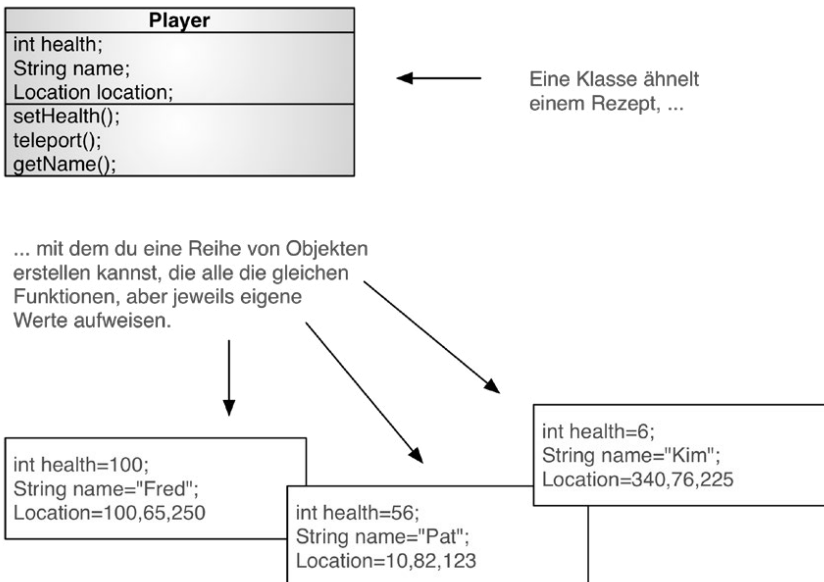 Player
int health;
String name;
Location location;
setHealth();
teleport();
getName();
Eine Klasse ähnelt
einem Rezept, ...
... mit dem du eine Reihe von Objekten
erstellen kannst, die alle die gleichen
Funktionen, aber jeweils eigene
Werte aufweisen.
int health=100;
String name="Fred";
Location=100,65,250
int health=56;
String name="Pat";
Location=10,82,123
int health=6;
String name="Kim";
Location=340,76,225